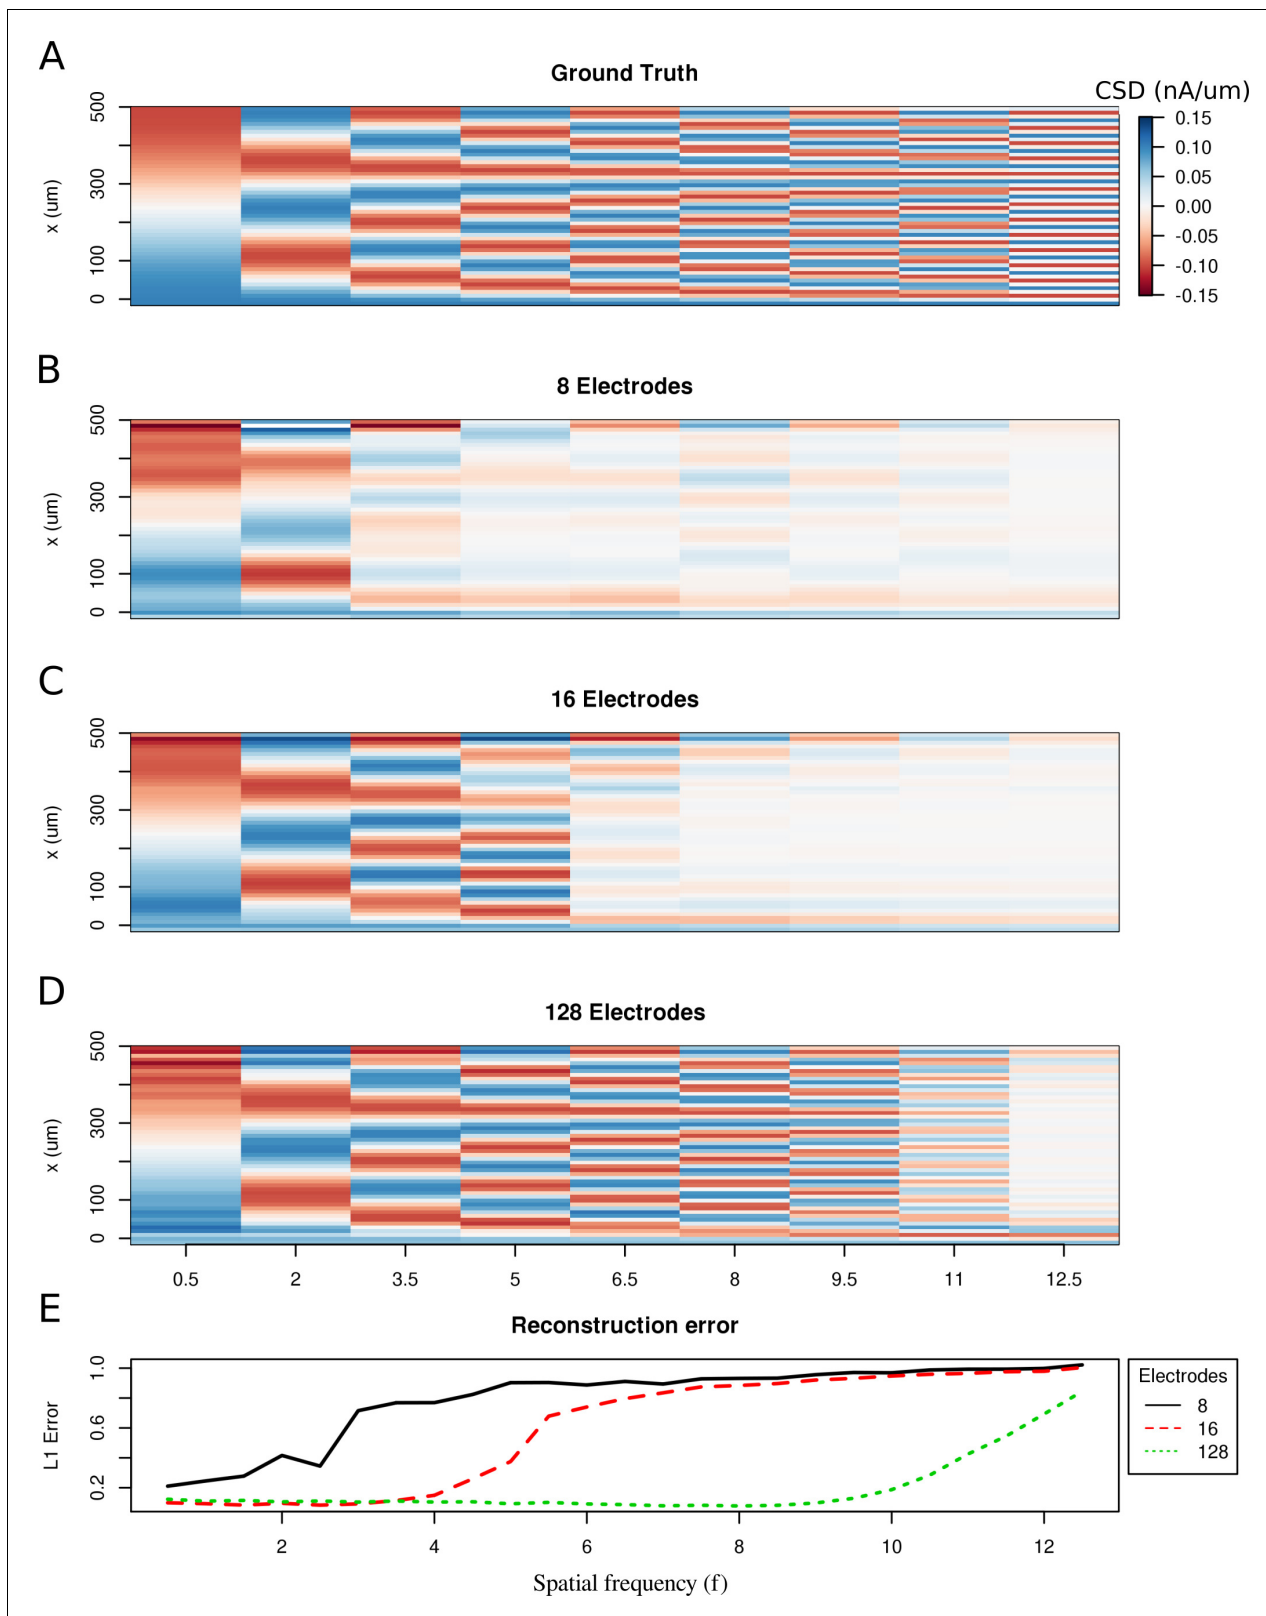 A
Ground Truth
CSD (nA/um)
500
300
100
0
x (um)
0.15
0.10
0.05
0.00
-0.05
-0.10
-0.15
B
8 Electrodes
500
300
100
0
x (um)
C
16 Electrodes
500
300
100
0
x (um)
D
128 Electrodes
500
300
100
0
x (um)
0.5 2 3.5 5 6.5 8 9.5 11 12.5
E
Reconstruction error
1.0
0.6
0.2
L1 Error
Electrodes
8
16
128
2 4 6 8 10 12
Spatial frequency (f)